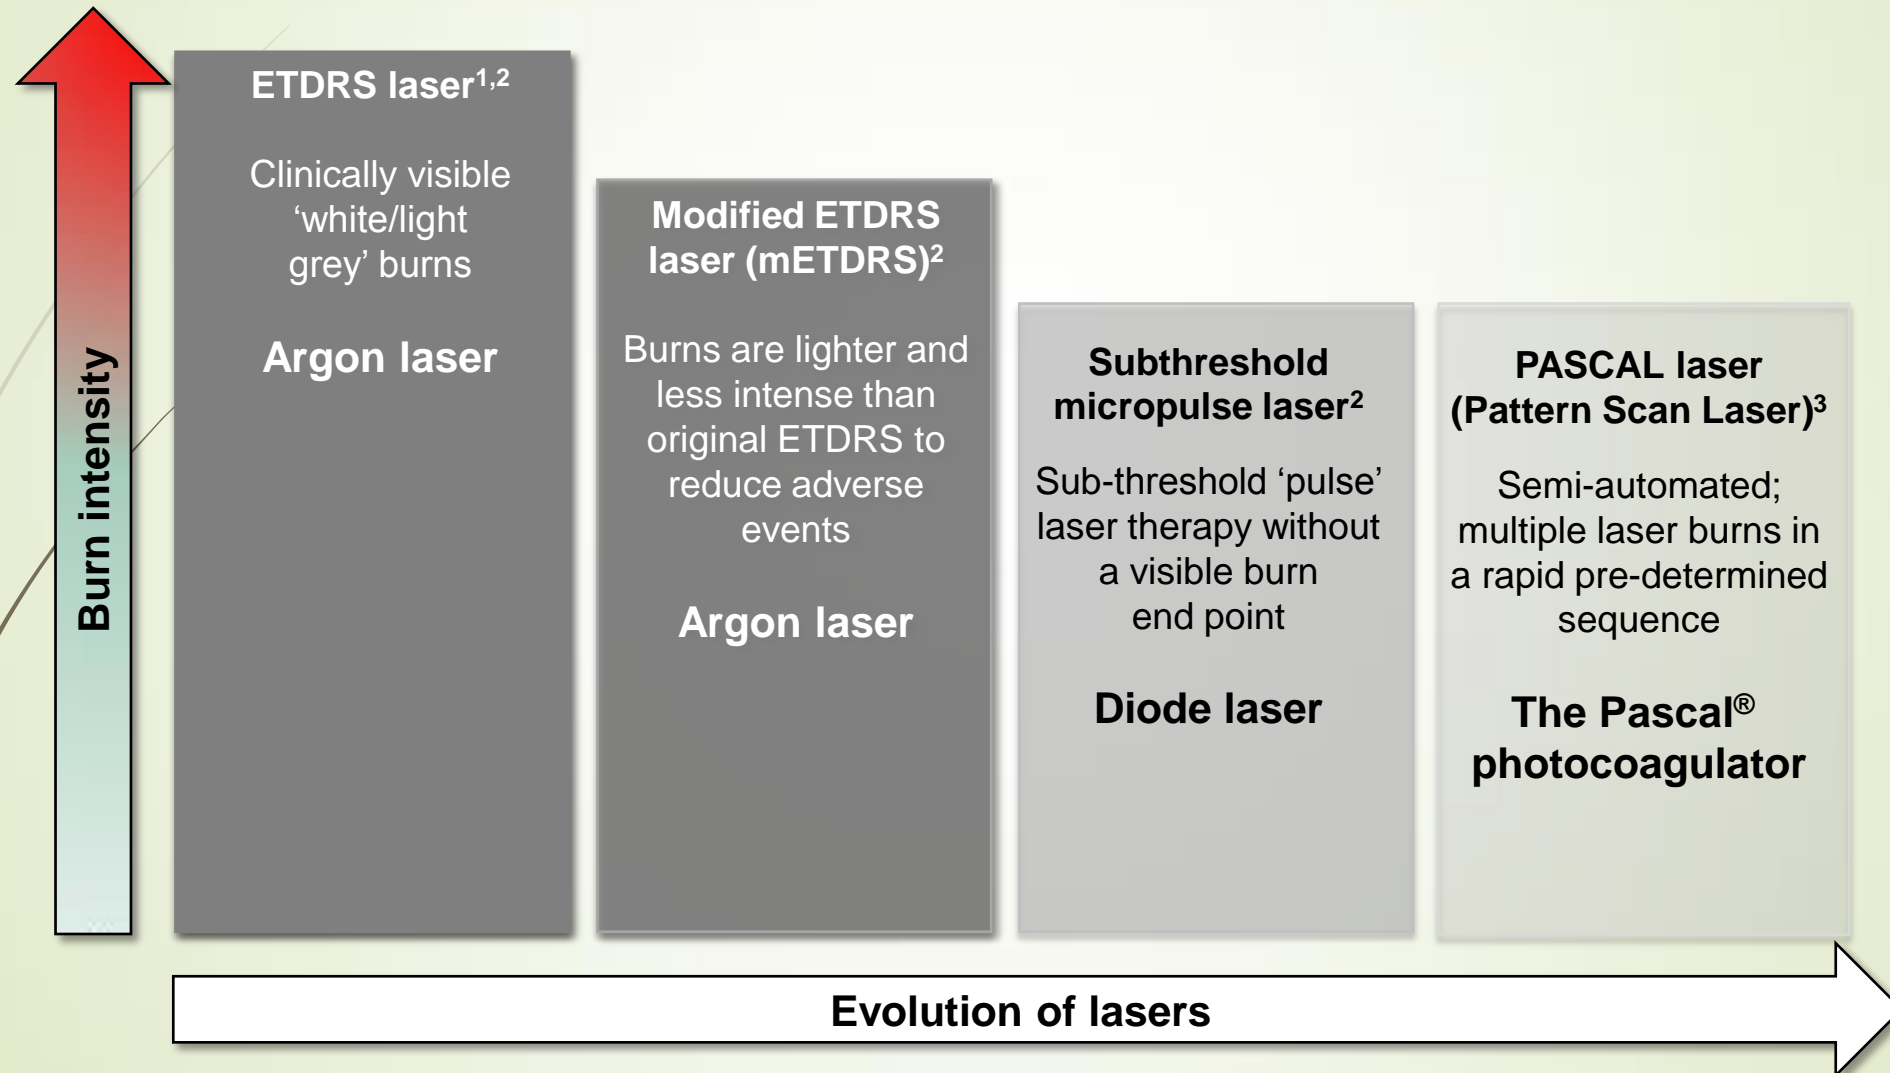 Burn intensity
ETDRS laser¹,²
Clinically visible
‘white/light
grey’ burns
Argon laser
Modified ETDRS
laser (mETDRS)²
Burns are lighter and
less intense than
original ETDRS to
reduce adverse
events
Argon laser
Subthreshold
micropulse laser²
Sub-threshold ‘pulse’
laser therapy without
a visible burn
end point
Diode laser
PASCAL laser
(Pattern Scan Laser)³
Semi-automated;
multiple laser burns in
a rapid pre-determined
sequence
The Pascal®
photocoagulator
Evolution of lasers